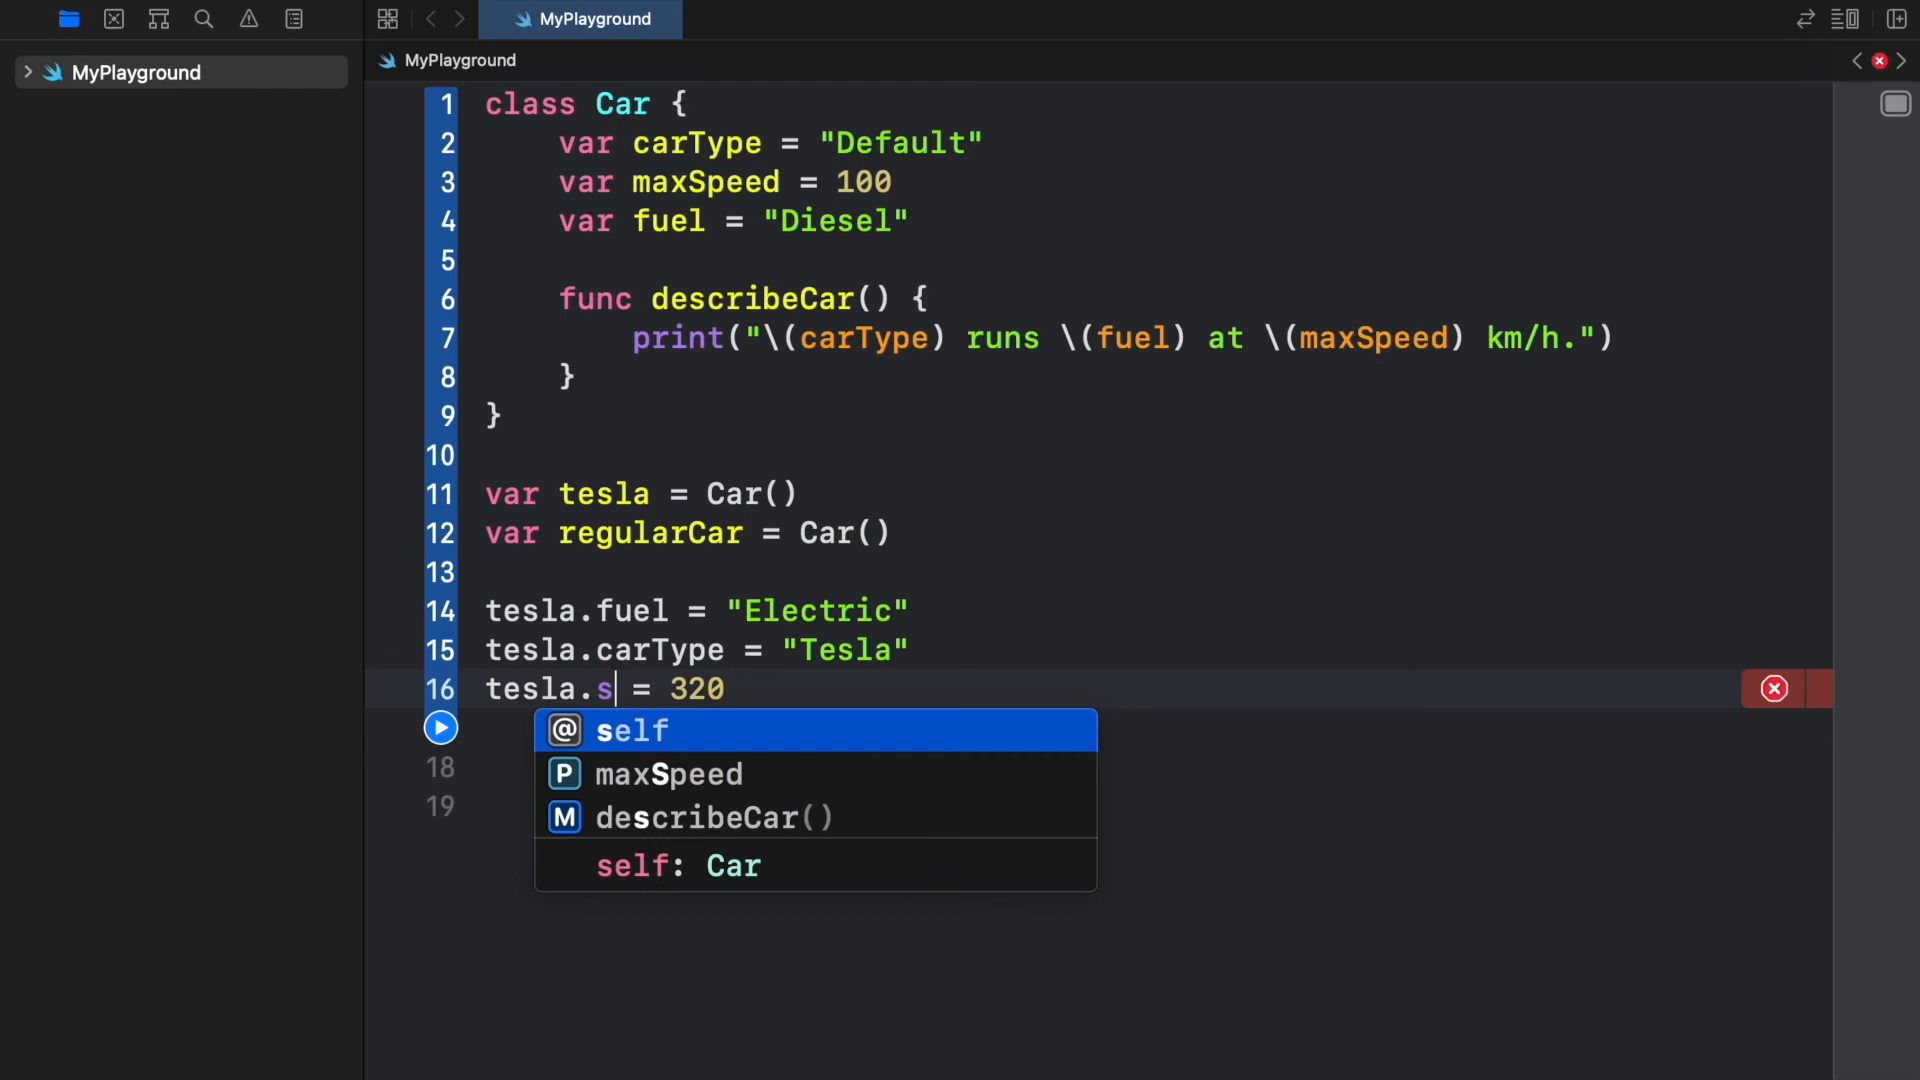 MyPlayground
MyPlayground
MyPlayground
1 class Car {
2 var carType = "Default"
3 var maxSpeed = 100
4 var fuel = "Diesel"
5
6 func describeCar() {
7 print("\(carType) runs \(fuel) at \(maxSpeed) km/h.")
8 }
9 }
10
11 var tesla = Car()
12 var regularCar = Car()
13
14 tesla.fuel = "Electric"
15 tesla.carType = "Tesla"
16 tesla.s = 320
@ self
P maxSpeed
18
M describeCar()
19
self: Car